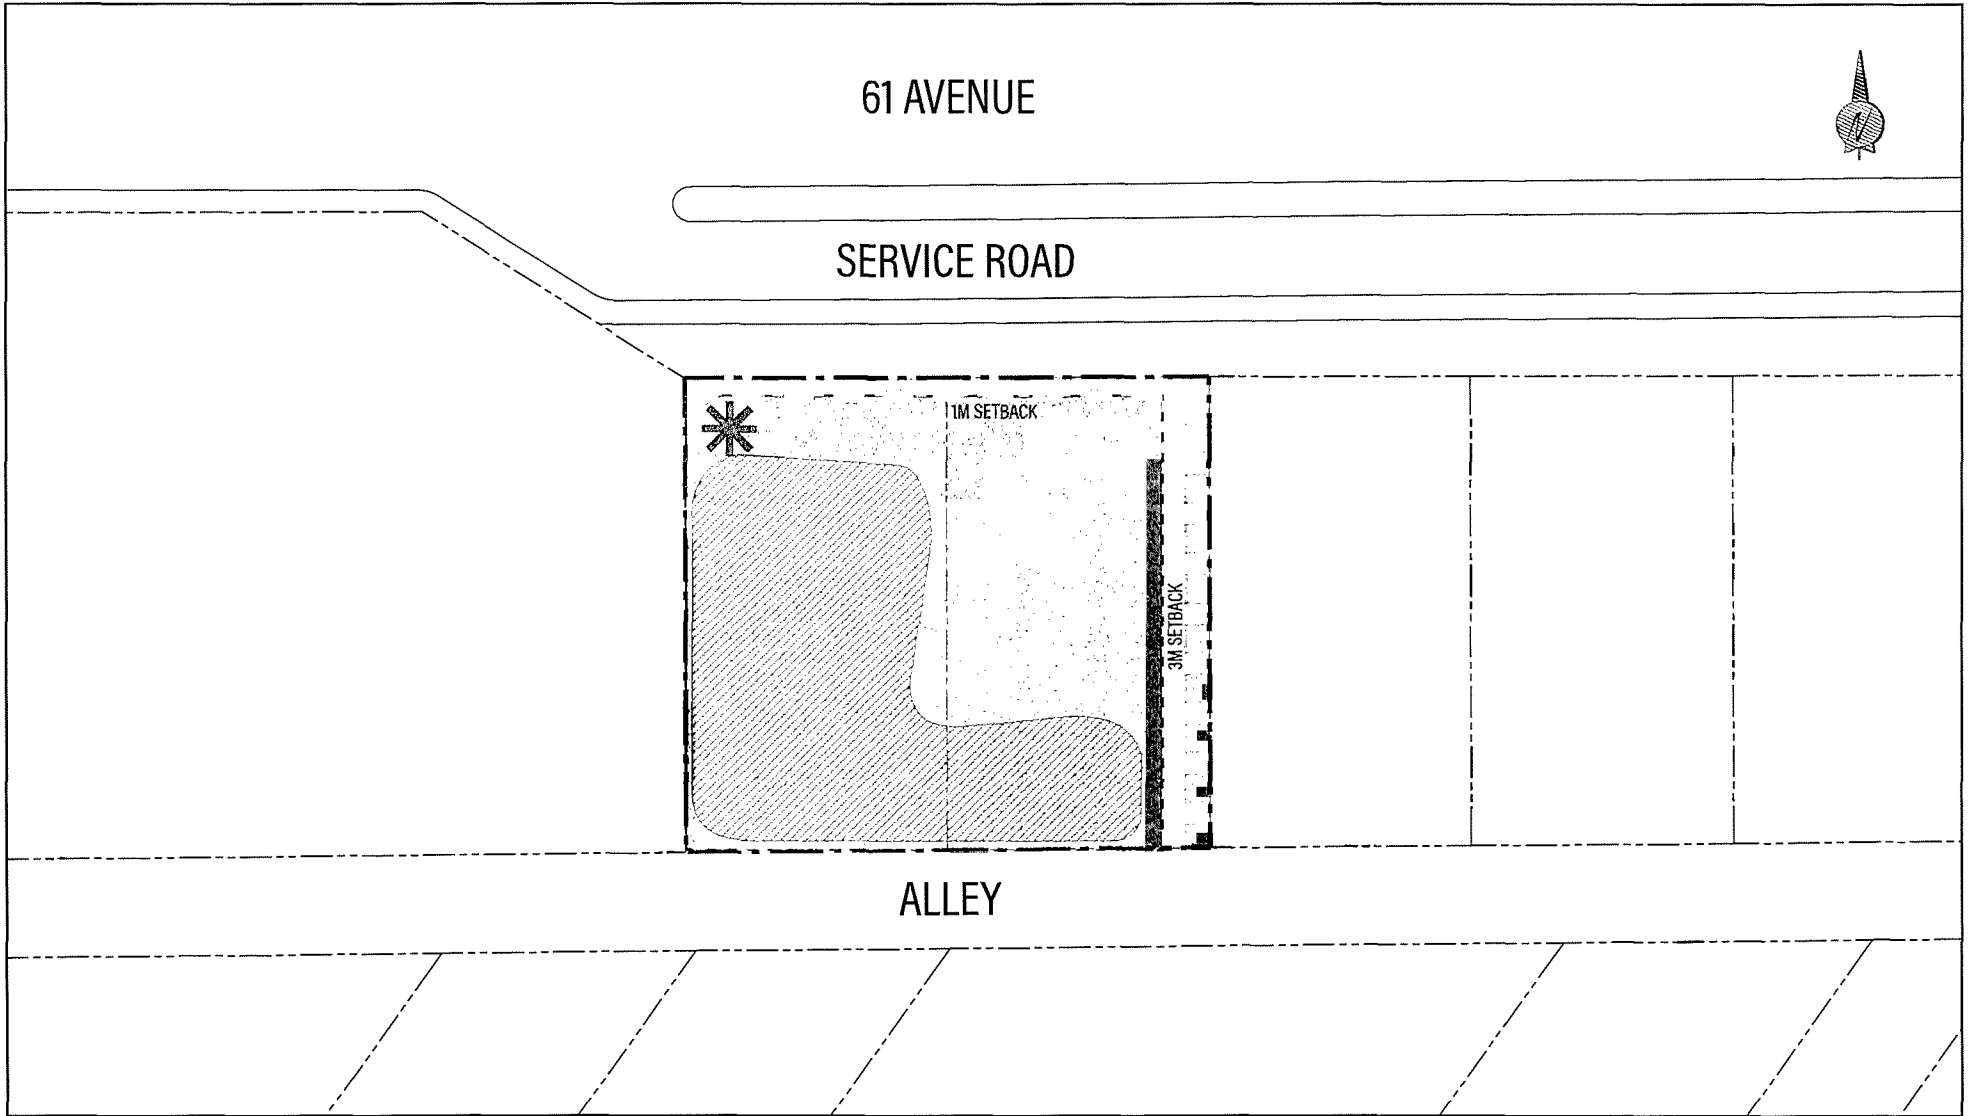 61 AVENUE
N
SERVICE ROAD
1M SETBACK
3M SETBACK
ALLEY